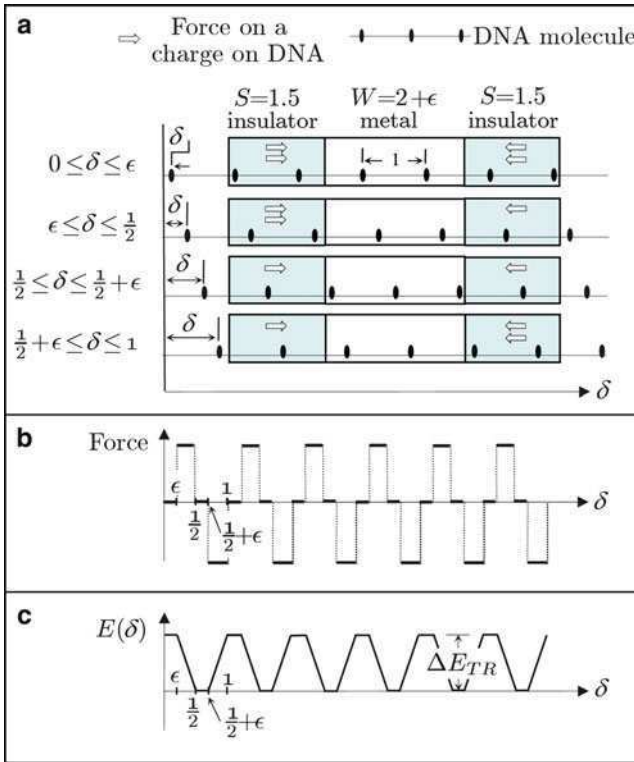 a
Force on a charge on DNA
DNA molecule
S=1.5 insulator
W=2+ϵ metal
S=1.5 insulator
δ
0≤δ≤ϵ
1
δ
ϵ≤δ≤1/2
δ
1/2≤δ≤1/2+ϵ
δ
1/2+ϵ≤δ≤1
δ
b
Force
ϵ
1
1/2
1/2+ϵ
δ
c
E(δ)
ΔE_TR
ϵ
1
1/2
1/2+ϵ
δ